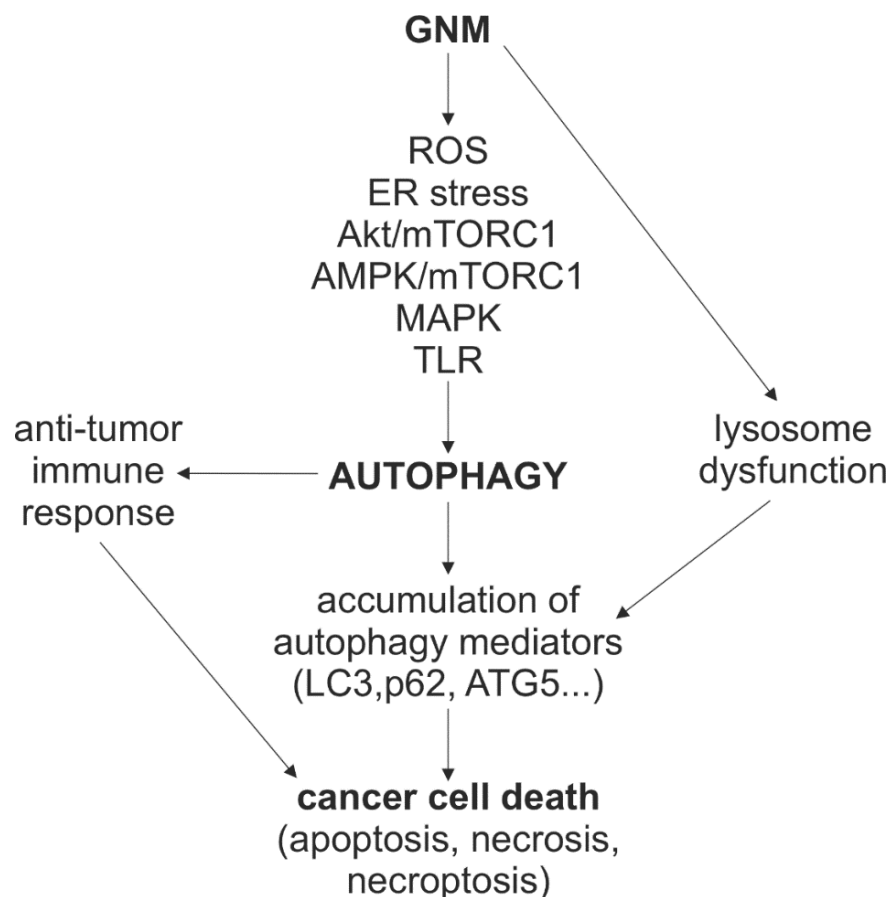 GNM
ROS
ER stress
Akt/mTORC1
AMPK/mTORC1
MAPK
TLR
anti-tumor
immune
response
AUTOPHAGY
lysosome
dysfunction
accumulation of
autophagy mediators
(LC3,p62, ATG5...)
cancer cell death
(apoptosis, necrosis,
necroptosis)